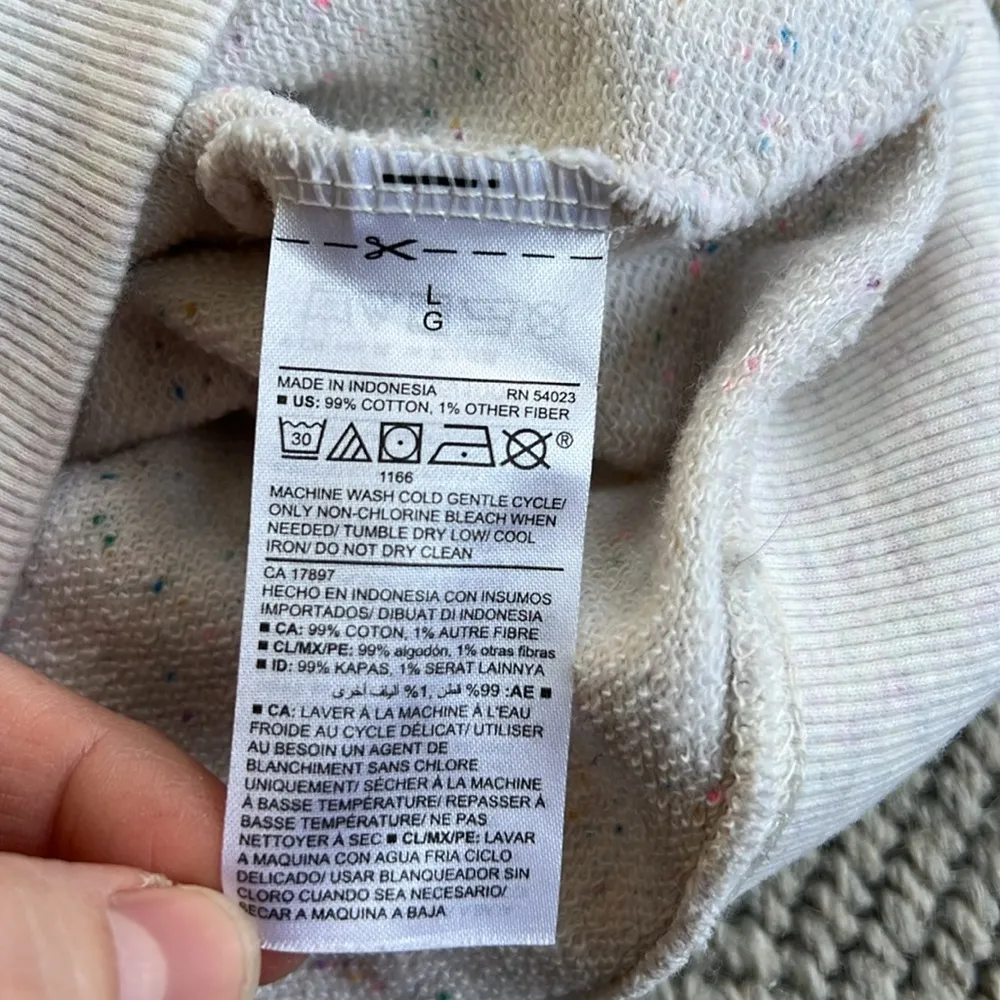 L
G
MADE IN INDONESIA RN 54023
■ US: 99% COTTON, 1% OTHER FIBER
30 ®
1166
MACHINE WASH COLD GENTLE CYCLE/
ONLY NON-CHLORINE BLEACH WHEN
NEEDED/ TUMBLE DRY LOW/ COOL
IRON/ DO NOT DRY CLEAN
CA 17897
HECHO EN INDONESIA CON INSUMOS
IMPORTADOS/ DIBUAT DI INDONESIA
■ CA: 99% COTON, 1% AUTRE FIBRE
■ CL/MX/PE: 99% algodón, 1% otras fibras
■ ID: 99% KAPAS, 1% SERAT LAINNYA
■ AE: 99% قطن, 1% الياف أخرى
■ CA: LAVER À LA MACHINE À L'EAU
FROIDE AU CYCLE DÉLICAT/ UTILISER
AU BESOIN UN AGENT DE
BLANCHIMENT SANS CHLORE
UNIQUEMENT/ SÉCHER À LA MACHINE
À BASSE TEMPÉRATURE/ REPASSER À
BASSE TEMPÉRATURE/ NE PAS
NETTOYER À SEC ■ CL/MX/PE: LAVAR
A MAQUINA CON AGUA FRIA CICLO
DELICADO/ USAR BLANQUEADOR SIN
CLORO CUANDO SEA NECESARIO/
SECAR A MAQUINA A BAJA